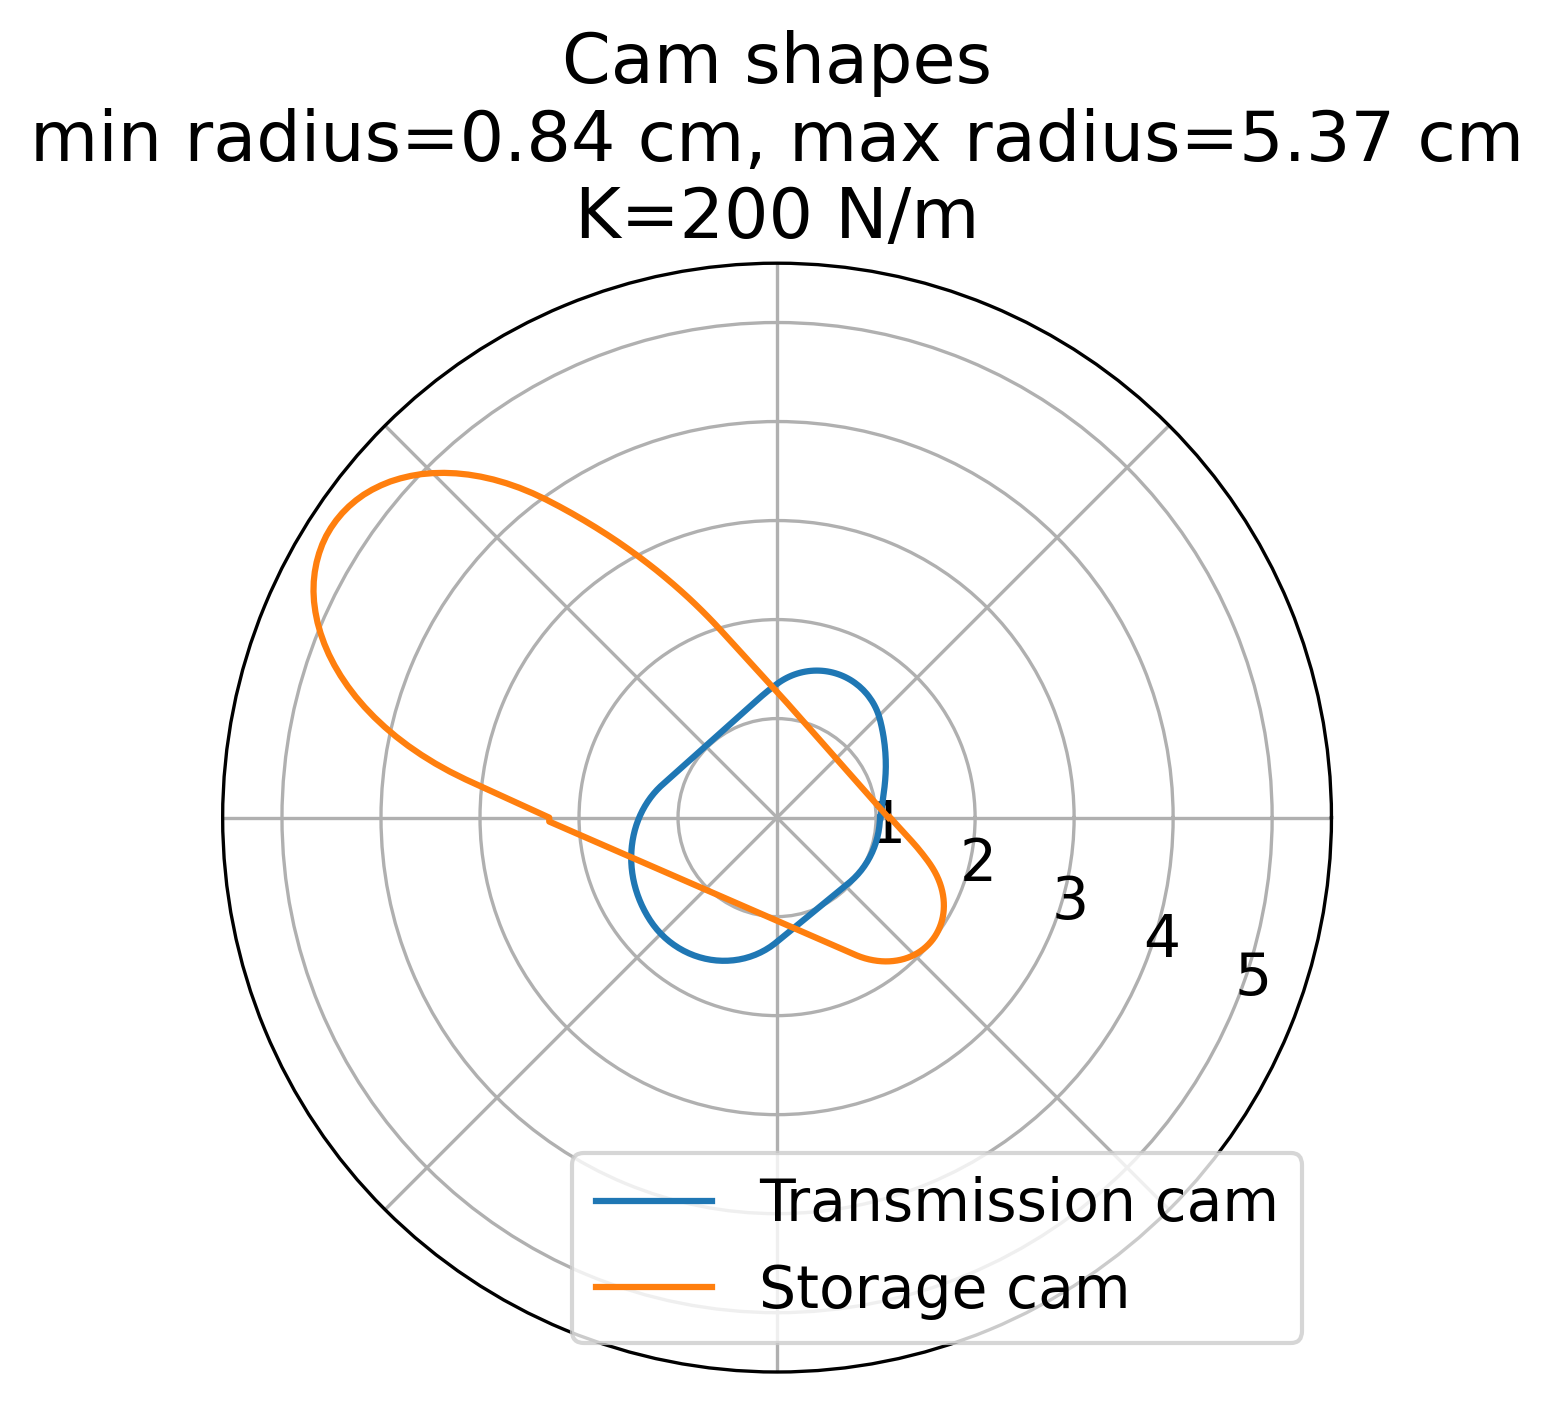 Cam shapes
min radius=0.84 cm, max radius=5.37 cm
K=200 N/m
1
2
3
4
5
Transmission cam
Storage cam